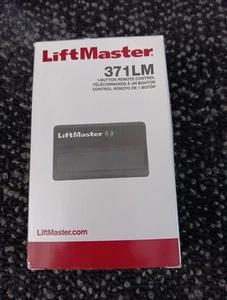 LiftMaster
371LM
1-BUTTON REMOTE CONTROL
TÉLÉCOMMANDE À UN BOUTON
CONTROL REMOTO DE 1 BOTÓN
LiftMaster
LiftMaster.com